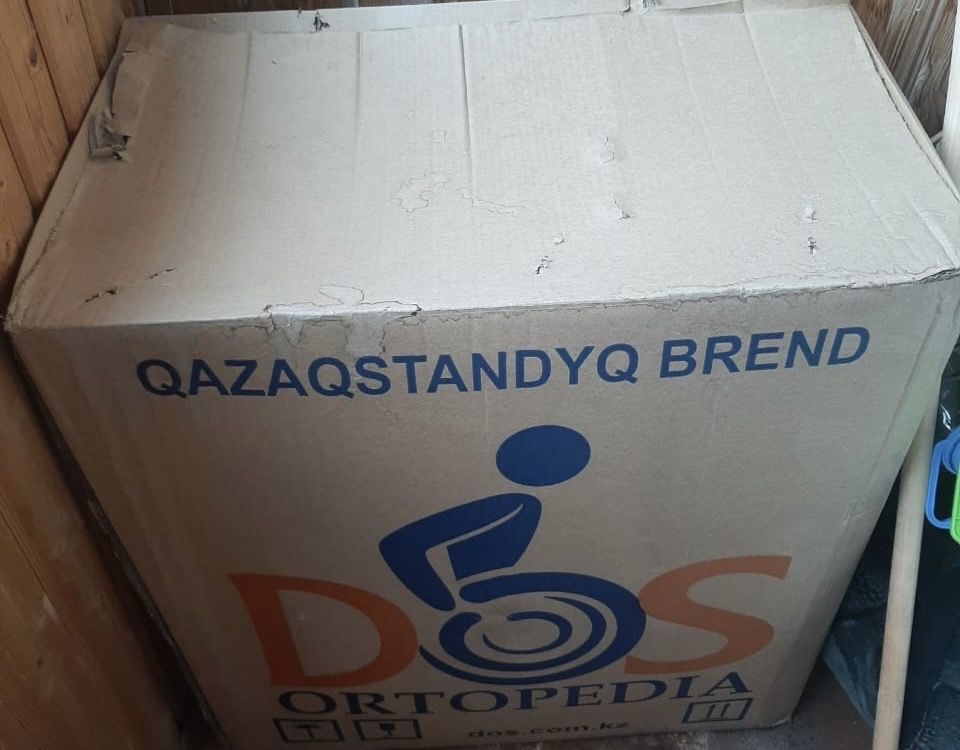 QAZAQSTANDYQ BREND
DOS
ORTOPEDIA
dos.com.kz